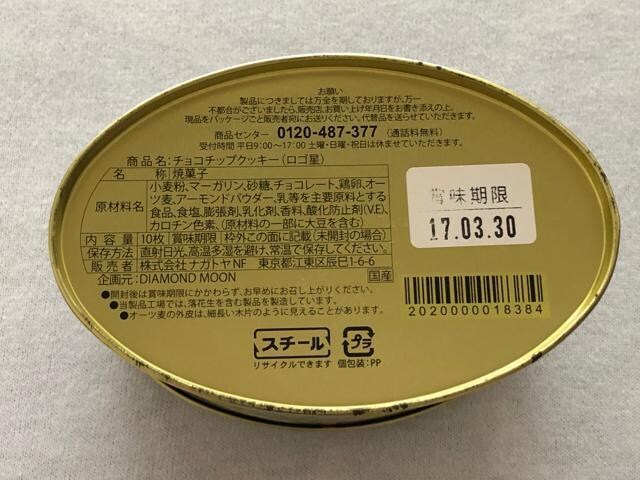 お願い
製品につきましては万全を期しておりますが、万一
不都合がございましたら、販売店、お買い上げ年月日をお書き添えの上、
現品をパッケージごと販売者宛にお送りください。代替品を送らせていただきます。
商品センター 0120-487-377 (通話料無料)
受付時間 平日9:00~17:00 土曜・日曜・祝日は休ませていただきます。
商品名:チョコチップクッキー(ロゴ星)
名称 焼菓子
原材料名 小麦粉、マーガリン、砂糖、チョコレート、鶏卵、オー
ツ麦、アーモンドパウダー、乳等を主要原料とする
食品、食塩、膨張剤、乳化剤、香料、酸化防止剤(V.E)、
カロチン色素、(原材料の一部に大豆を含む)
内容量 10枚 賞味期限 枠外この面に記載(未開封の場合)
保存方法 直射日光、高温多湿を避け、常温で保存してください。
販売者 株式会社ナガトヤNF 東京都江東区辰巳1-6-6
企画元:DIAMOND MOON 国産
●開封後は賞味期限にかかわらず、お早めにお召し上がりください。
●当製品工場では、落花生を含む製品を製造しています。
●オーツ麦の外皮は、細長い木片のように見えることがあります。
賞味期限
17.03.30
2020000018384
スチール
リサイクルできます
プラ
個包装:PP